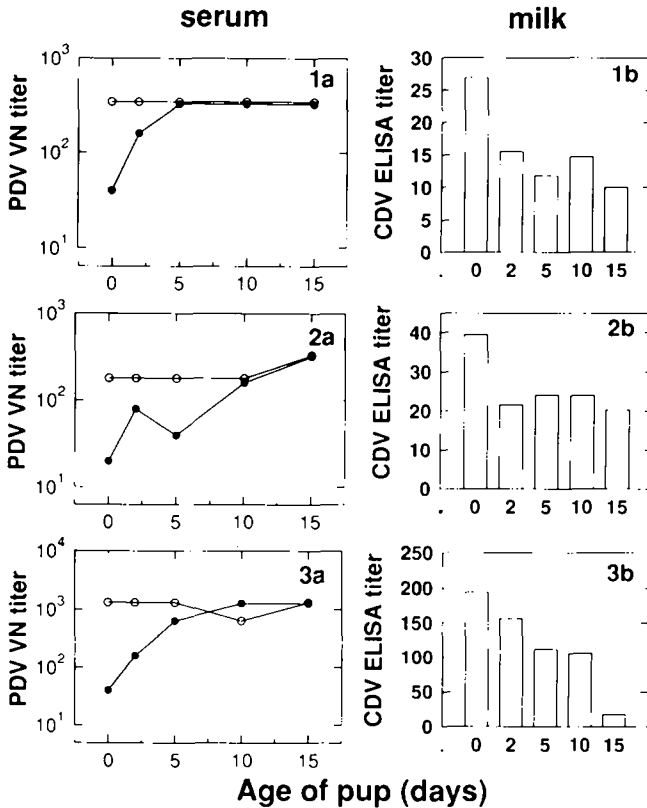 serum
milk
PDV VN titer
10³
10²
10¹
1a
0 5 10 15
CDV ELISA titer
30
25
20
15
10
5
0
1b
0 2 5 10 15
PDV VN titer
10³
10²
10¹
2a
0 5 10 15
CDV ELISA titer
40
30
20
10
0
2b
0 2 5 10 15
PDV VN titer
10⁴
10³
10²
10¹
3a
0 5 10 15
CDV ELISA titer
250
200
150
100
50
0
3b
0 2 5 10 15
Age of pup (days)